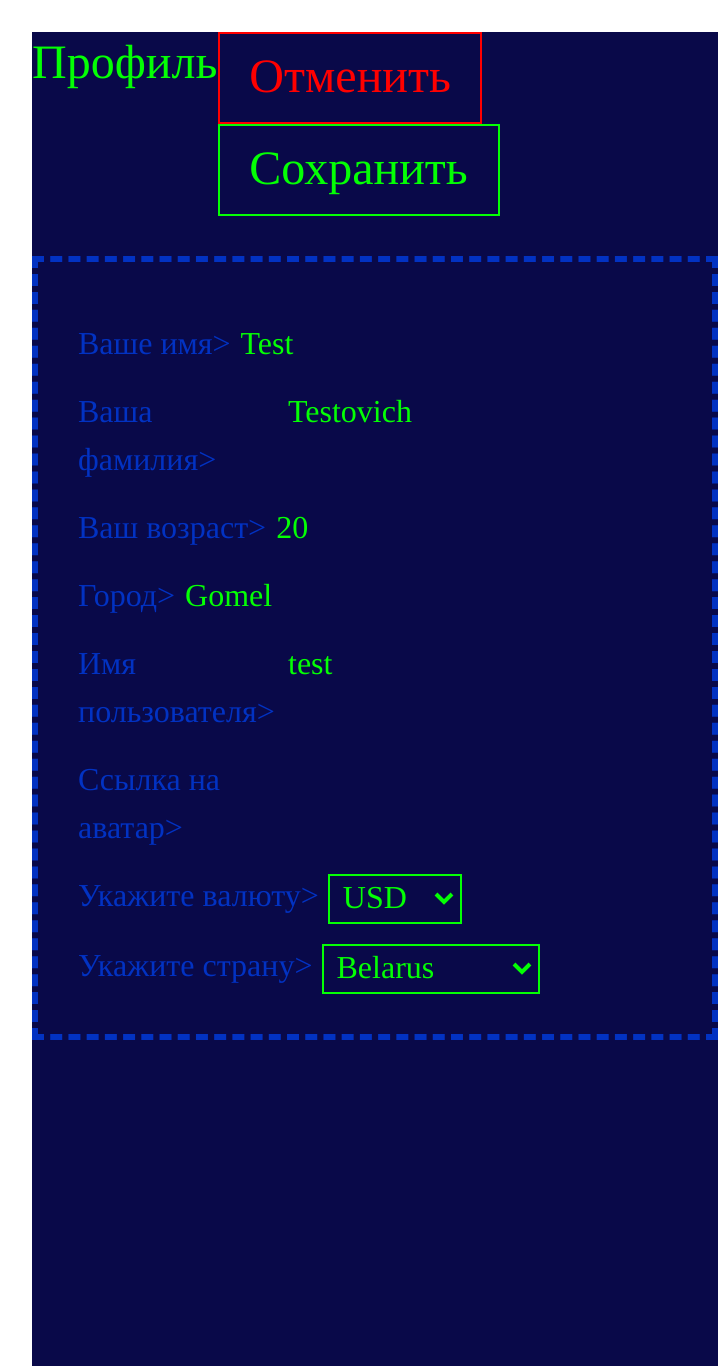 Профиль Отменить
Сохранить
Ваше имя> Test
Ваша Testovich
фамилия>
Ваш возраст> 20
Город> Gomel
Имя test
пользователя>
Ссылка на
аватар>
Укажите валюту> USD
Укажите страну> Belarus